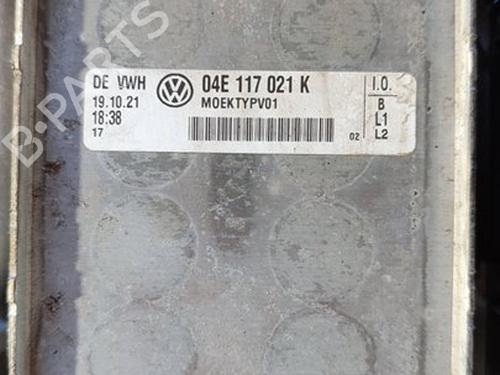 B-PARTS
DE VWH
19.10.21
18:38
17
04E 117 021 K
MOEKTYPV01
02
I.O.
B
L1
L2